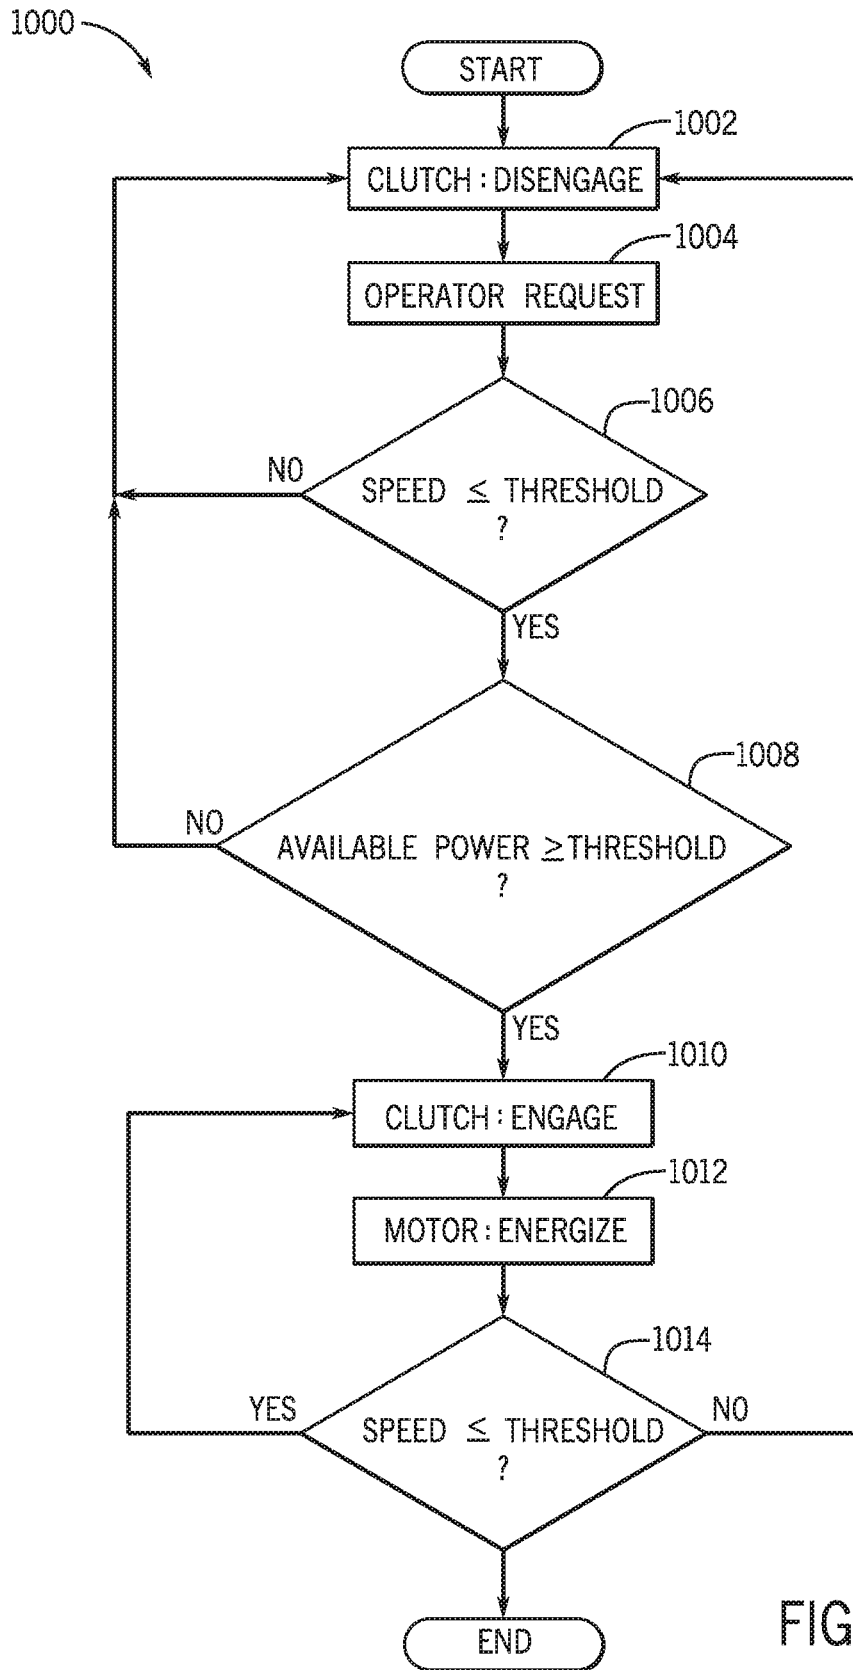 1000
START
1002
CLUTCH : DISENGAGE
1004
OPERATOR REQUEST
1006
NO
SPEED ≤ THRESHOLD
?
YES
1008
NO
AVAILABLE POWER ≥ THRESHOLD
?
YES
1010
CLUTCH : ENGAGE
1012
MOTOR : ENERGIZE
1014
YES
NO
SPEED ≤ THRESHOLD
?
END
FIG